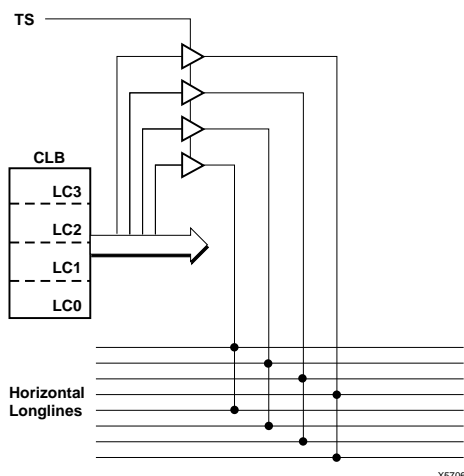 TS
CLB
LC3
LC2
LC1
LC0
Horizontal
Longlines
X5706